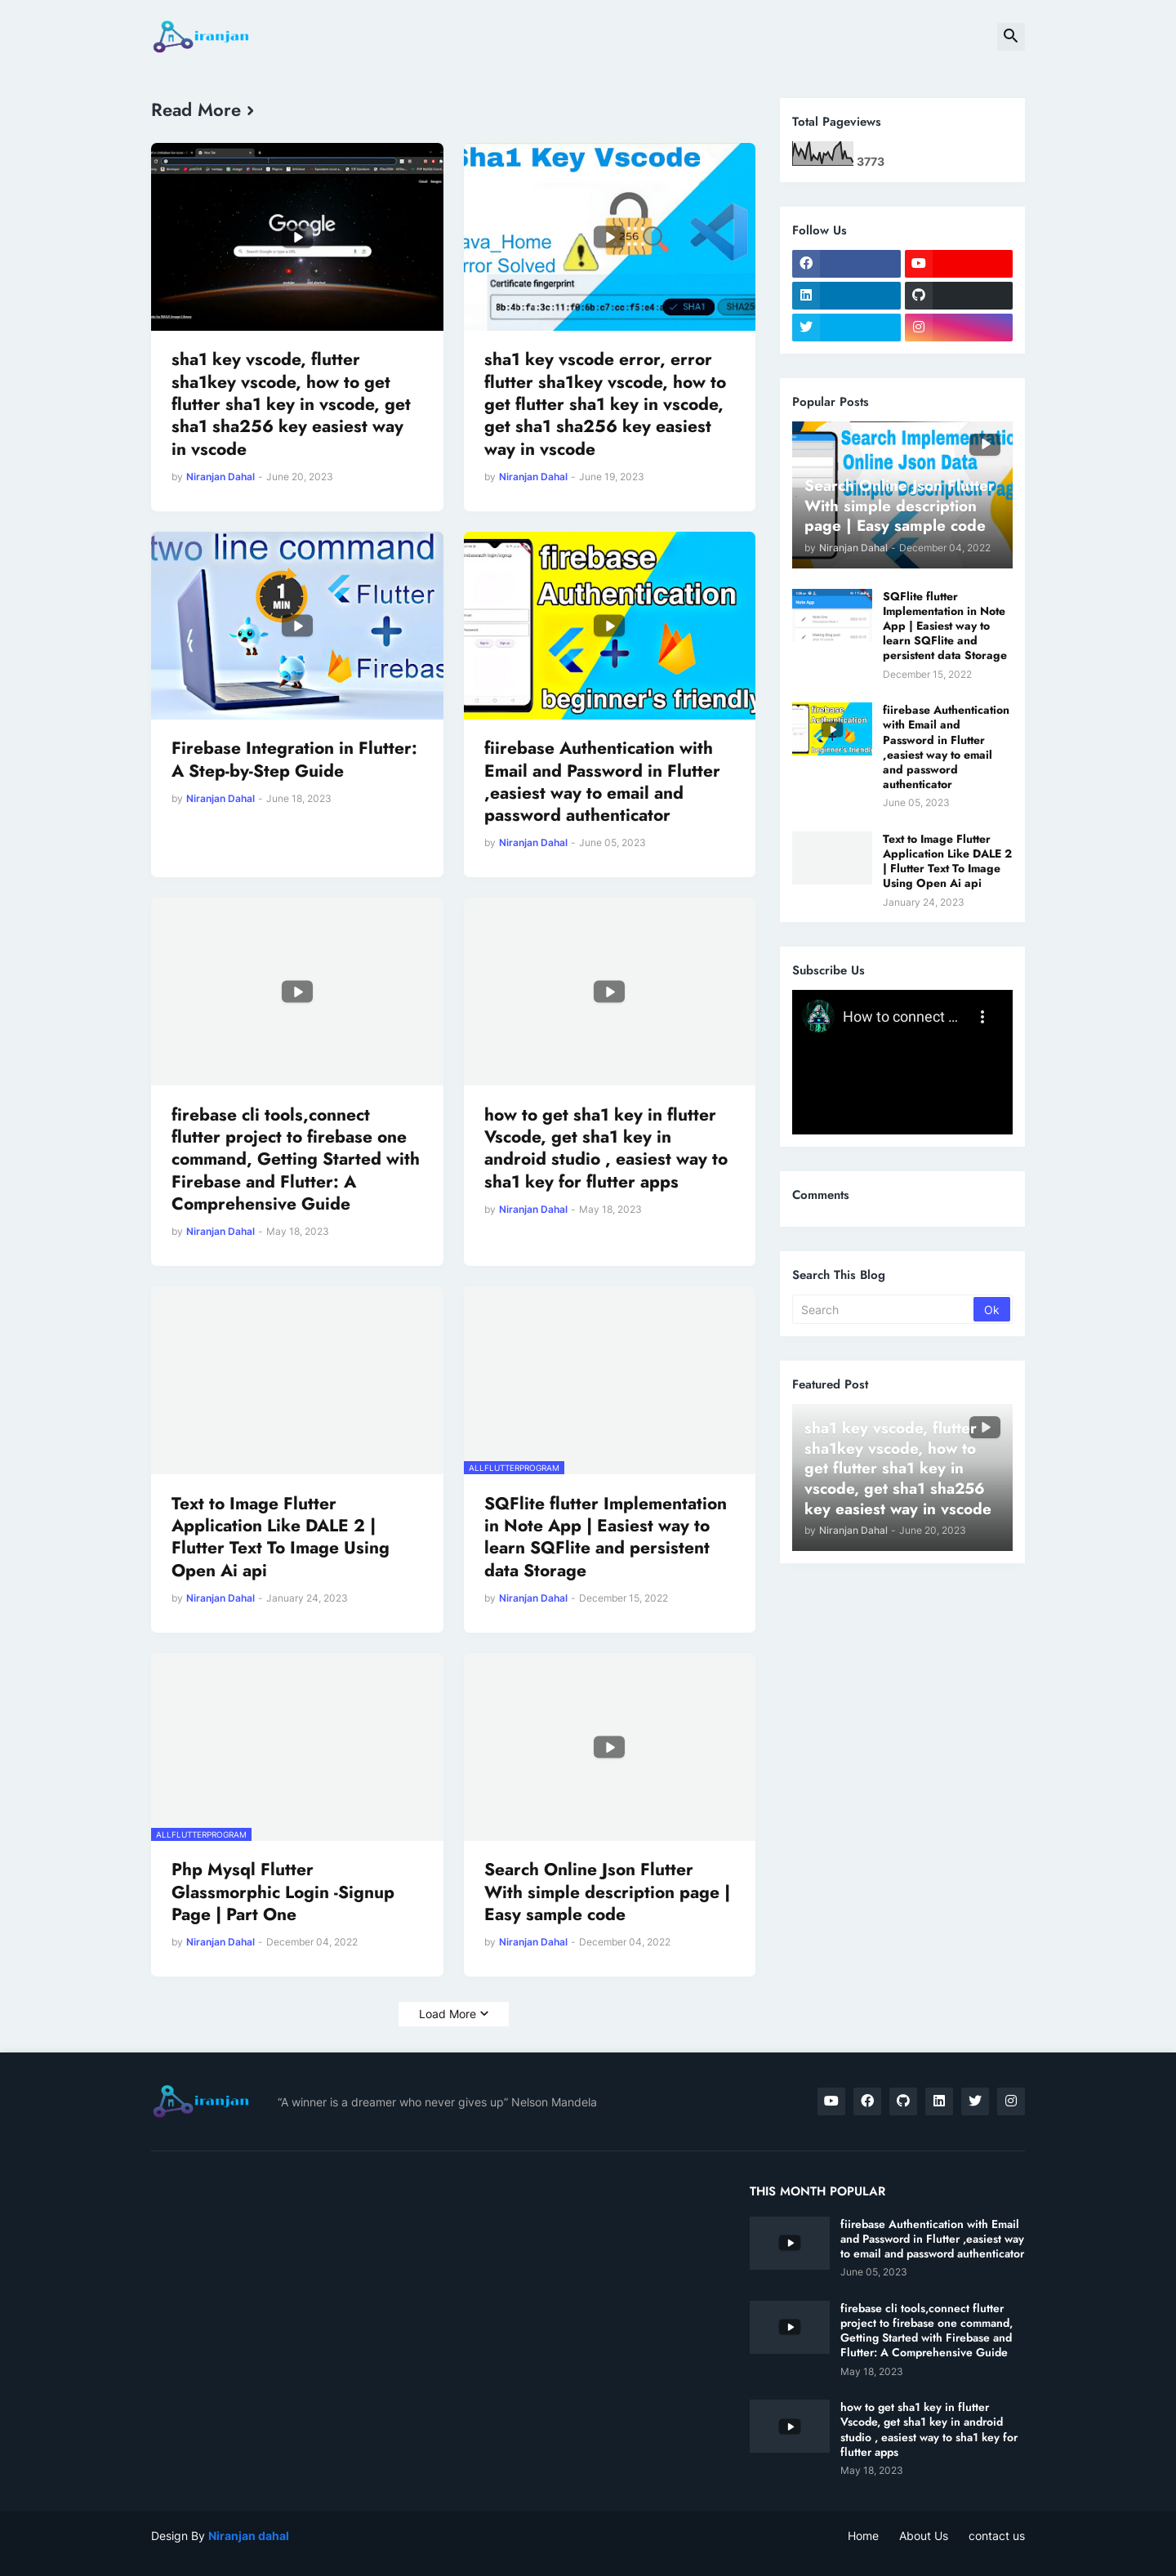 iranjan
Read More
Google
sha1 key vscode, flutter
sha1key vscode, how to get
flutter sha1 key in vscode, get
sha1 sha256 key easiest way
in vscode
by Niranjan Dahal - June 20, 2023
Sha1 Key Vscode
256
Java_Home
Error Solved
Certificate fingerprint
SHA1
sha1 key vscode error, error
flutter sha1key vscode, how to
get flutter sha1 key in vscode,
get sha1 sha256 key easiest
way in vscode
by Niranjan Dahal - June 19, 2023
two line command
1
MIN
Flutter
+
Firebase
Firebase Integration in Flutter:
A Step-by-Step Guide
by Niranjan Dahal - June 18, 2023
firebase
Authentication
+
beginner's friendly
fiirebase Authentication with
Email and Password in Flutter
,easiest way to email and
password authenticator
by Niranjan Dahal - June 05, 2023
firebase cli tools,connect
flutter project to firebase one
command, Getting Started with
Firebase and Flutter: A
Comprehensive Guide
by Niranjan Dahal - May 18, 2023
how to get sha1 key in flutter
Vscode, get sha1 key in
android studio , easiest way to
sha1 key for flutter apps
by Niranjan Dahal - May 18, 2023
Text to Image Flutter
Application Like DALE 2 |
Flutter Text To Image Using
Open Ai api
by Niranjan Dahal - January 24, 2023
ALLFLUTTERPROGRAM
SQFlite flutter Implementation
in Note App | Easiest way to
learn SQFlite and persistent
data Storage
by Niranjan Dahal - December 15, 2022
ALLFLUTTERPROGRAM
Php Mysql Flutter
Glassmorphic Login -Signup
Page | Part One
by Niranjan Dahal - December 04, 2022
Search Online Json Flutter
With simple description page |
Easy sample code
by Niranjan Dahal - December 04, 2022
Load More
Total Pageviews
3773
Follow Us
Popular Posts
Search Implementation
Online Json Data
Simple Description Page
Search Online Json Flutter
With simple description
page | Easy sample code
by Niranjan Dahal - December 04, 2022
Note App
SQFlite flutter
Implementation in Note
App | Easiest way to
learn SQFlite and
persistent data Storage
December 15, 2022
firebase
Authentication
beginner's friendly
fiirebase Authentication
with Email and
Password in Flutter
,easiest way to email
and password
authenticator
June 05, 2023
Text to Image Flutter
Application Like DALE 2
| Flutter Text To Image
Using Open Ai api
January 24, 2023
Subscribe Us
How to connect ...
Comments
Search This Blog
Search
Ok
Featured Post
sha1 key vscode, flutter
sha1key vscode, how to
get flutter sha1 key in
vscode, get sha1 sha256
key easiest way in vscode
by Niranjan Dahal - June 20, 2023
iranjan
“A winner is a dreamer who never gives up” Nelson Mandela
THIS MONTH POPULAR
fiirebase Authentication with Email
and Password in Flutter ,easiest way
to email and password authenticator
June 05, 2023
firebase cli tools,connect flutter
project to firebase one command,
Getting Started with Firebase and
Flutter: A Comprehensive Guide
May 18, 2023
how to get sha1 key in flutter
Vscode, get sha1 key in android
studio , easiest way to sha1 key for
flutter apps
May 18, 2023
Design By Niranjan dahal
Home
About Us
contact us